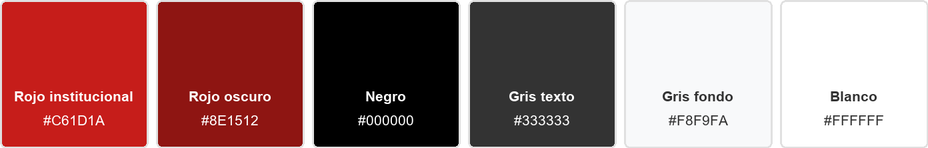 Rojo institucional
#C61D1A
Rojo oscuro
#8E1512
Negro
#000000
Gris texto
#333333
Gris fondo
#F8F9FA
Blanco
#FFFFFF